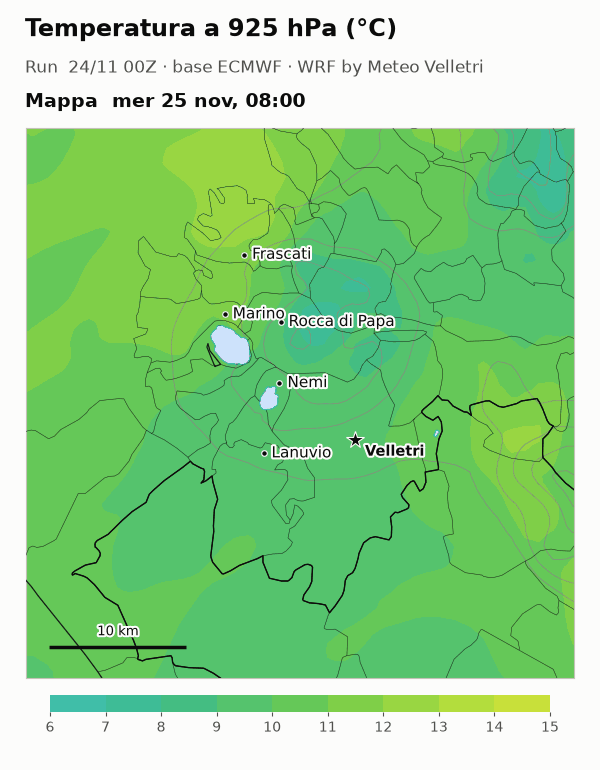 Temperatura a 925 hPa (°C)
Run  24/11 00Z · base ECMWF · WRF by Meteo Velletri
Mappa  mer 25 nov, 08:00
Frascati
Marino
Rocca di Papa
Nemi
Velletri
Lanuvio
10 km
6 7 8 9 10 11 12 13 14 15